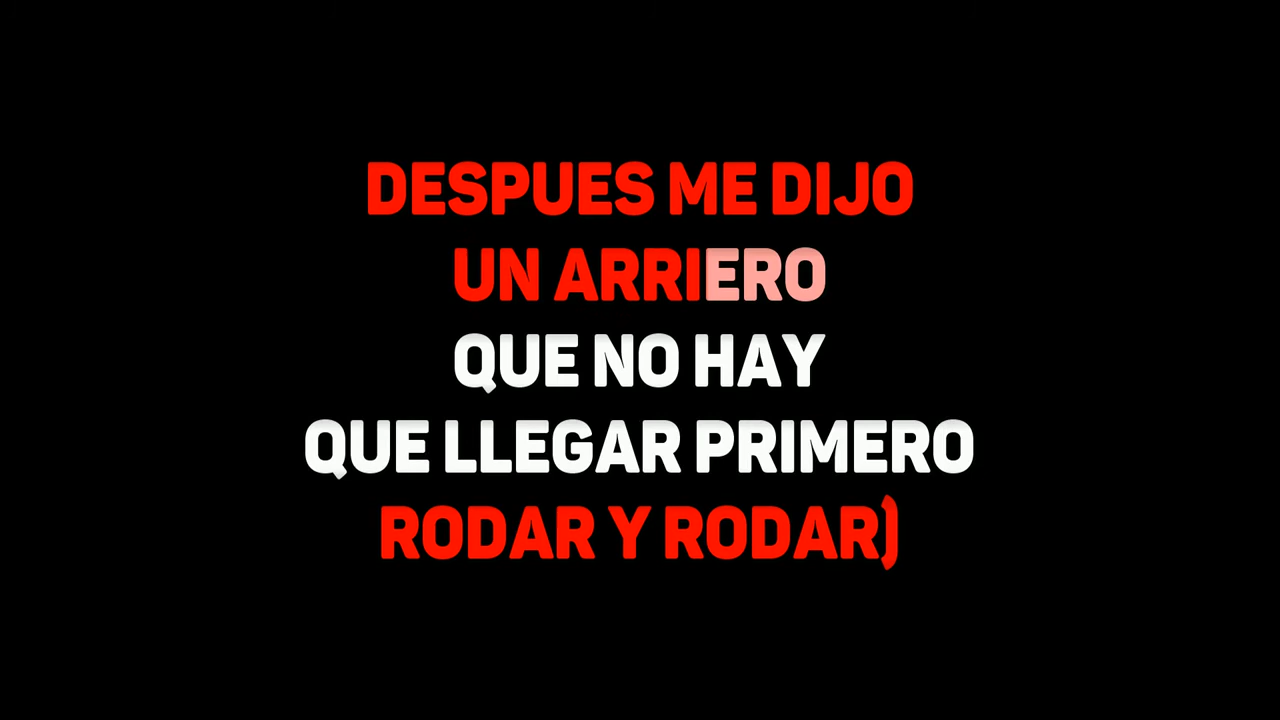 DESPUES ME DIJO
UN ARRIERO
QUE NO HAY
QUE LLEGAR PRIMERO
RODAR Y RODAR)